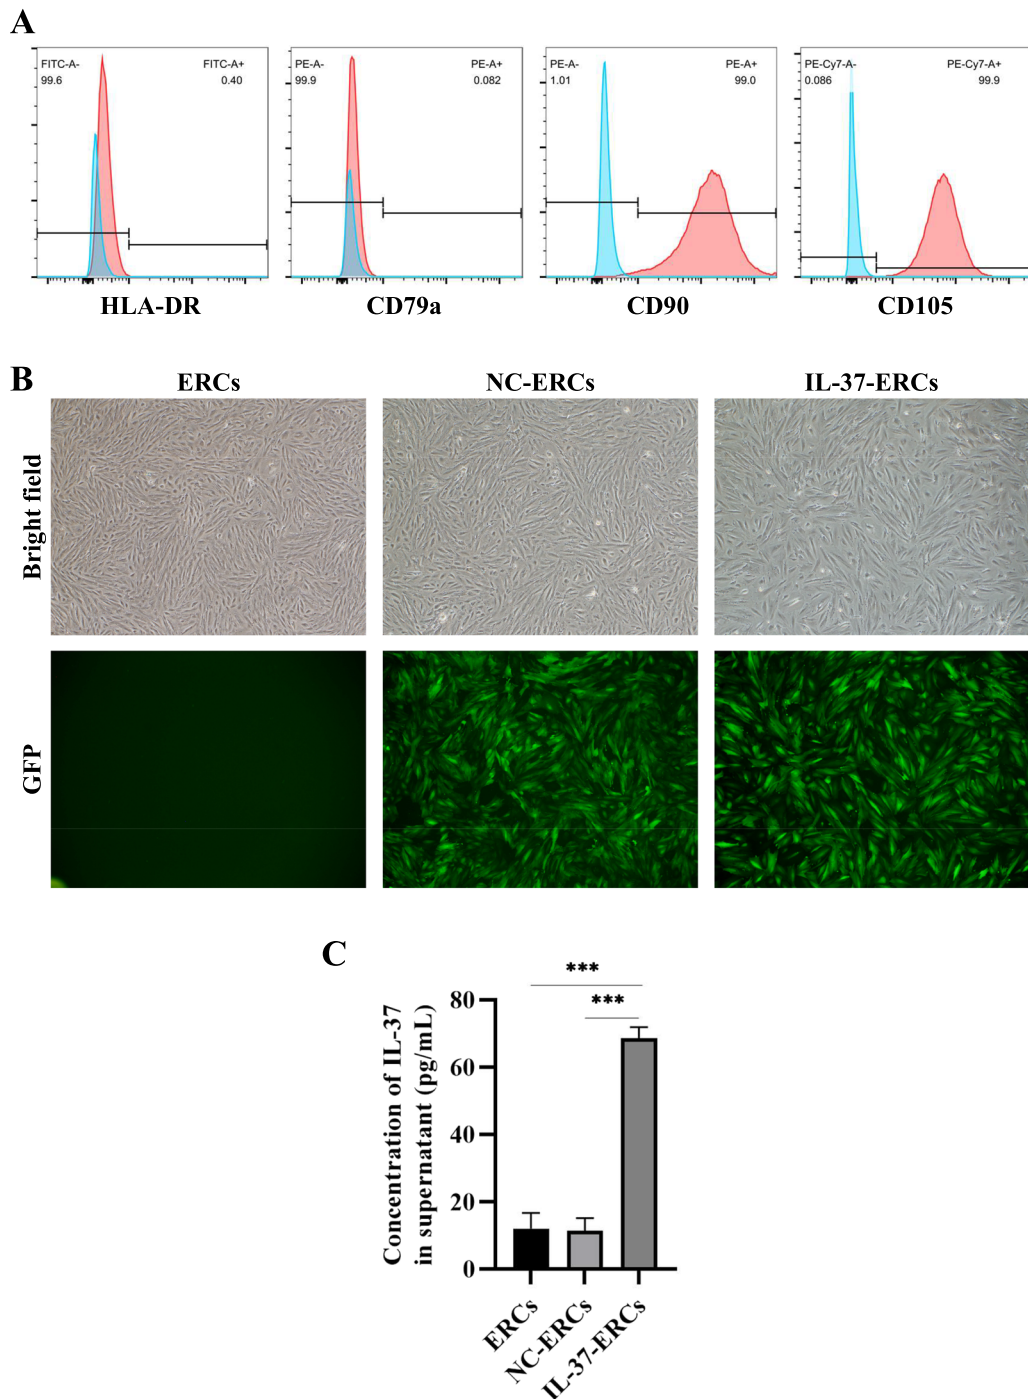 A
FITC-A- FITC-A+
99.6 0.40
PE-A- PE-A+
99.9 0.082
PE-A- PE-A+
1.01 99.0
PE-Cy7-A- PE-Cy7-A+
0.086 99.9
HLA-DR CD79a CD90 CD105
B
ERCs NC-ERCs IL-37-ERCs
Bright field
GFP
C
***
***
Concentration of IL-37
in supernatant (pg/mL)
80
60
40
20
0
ERCs
NC-ERCs
IL-37-ERCs